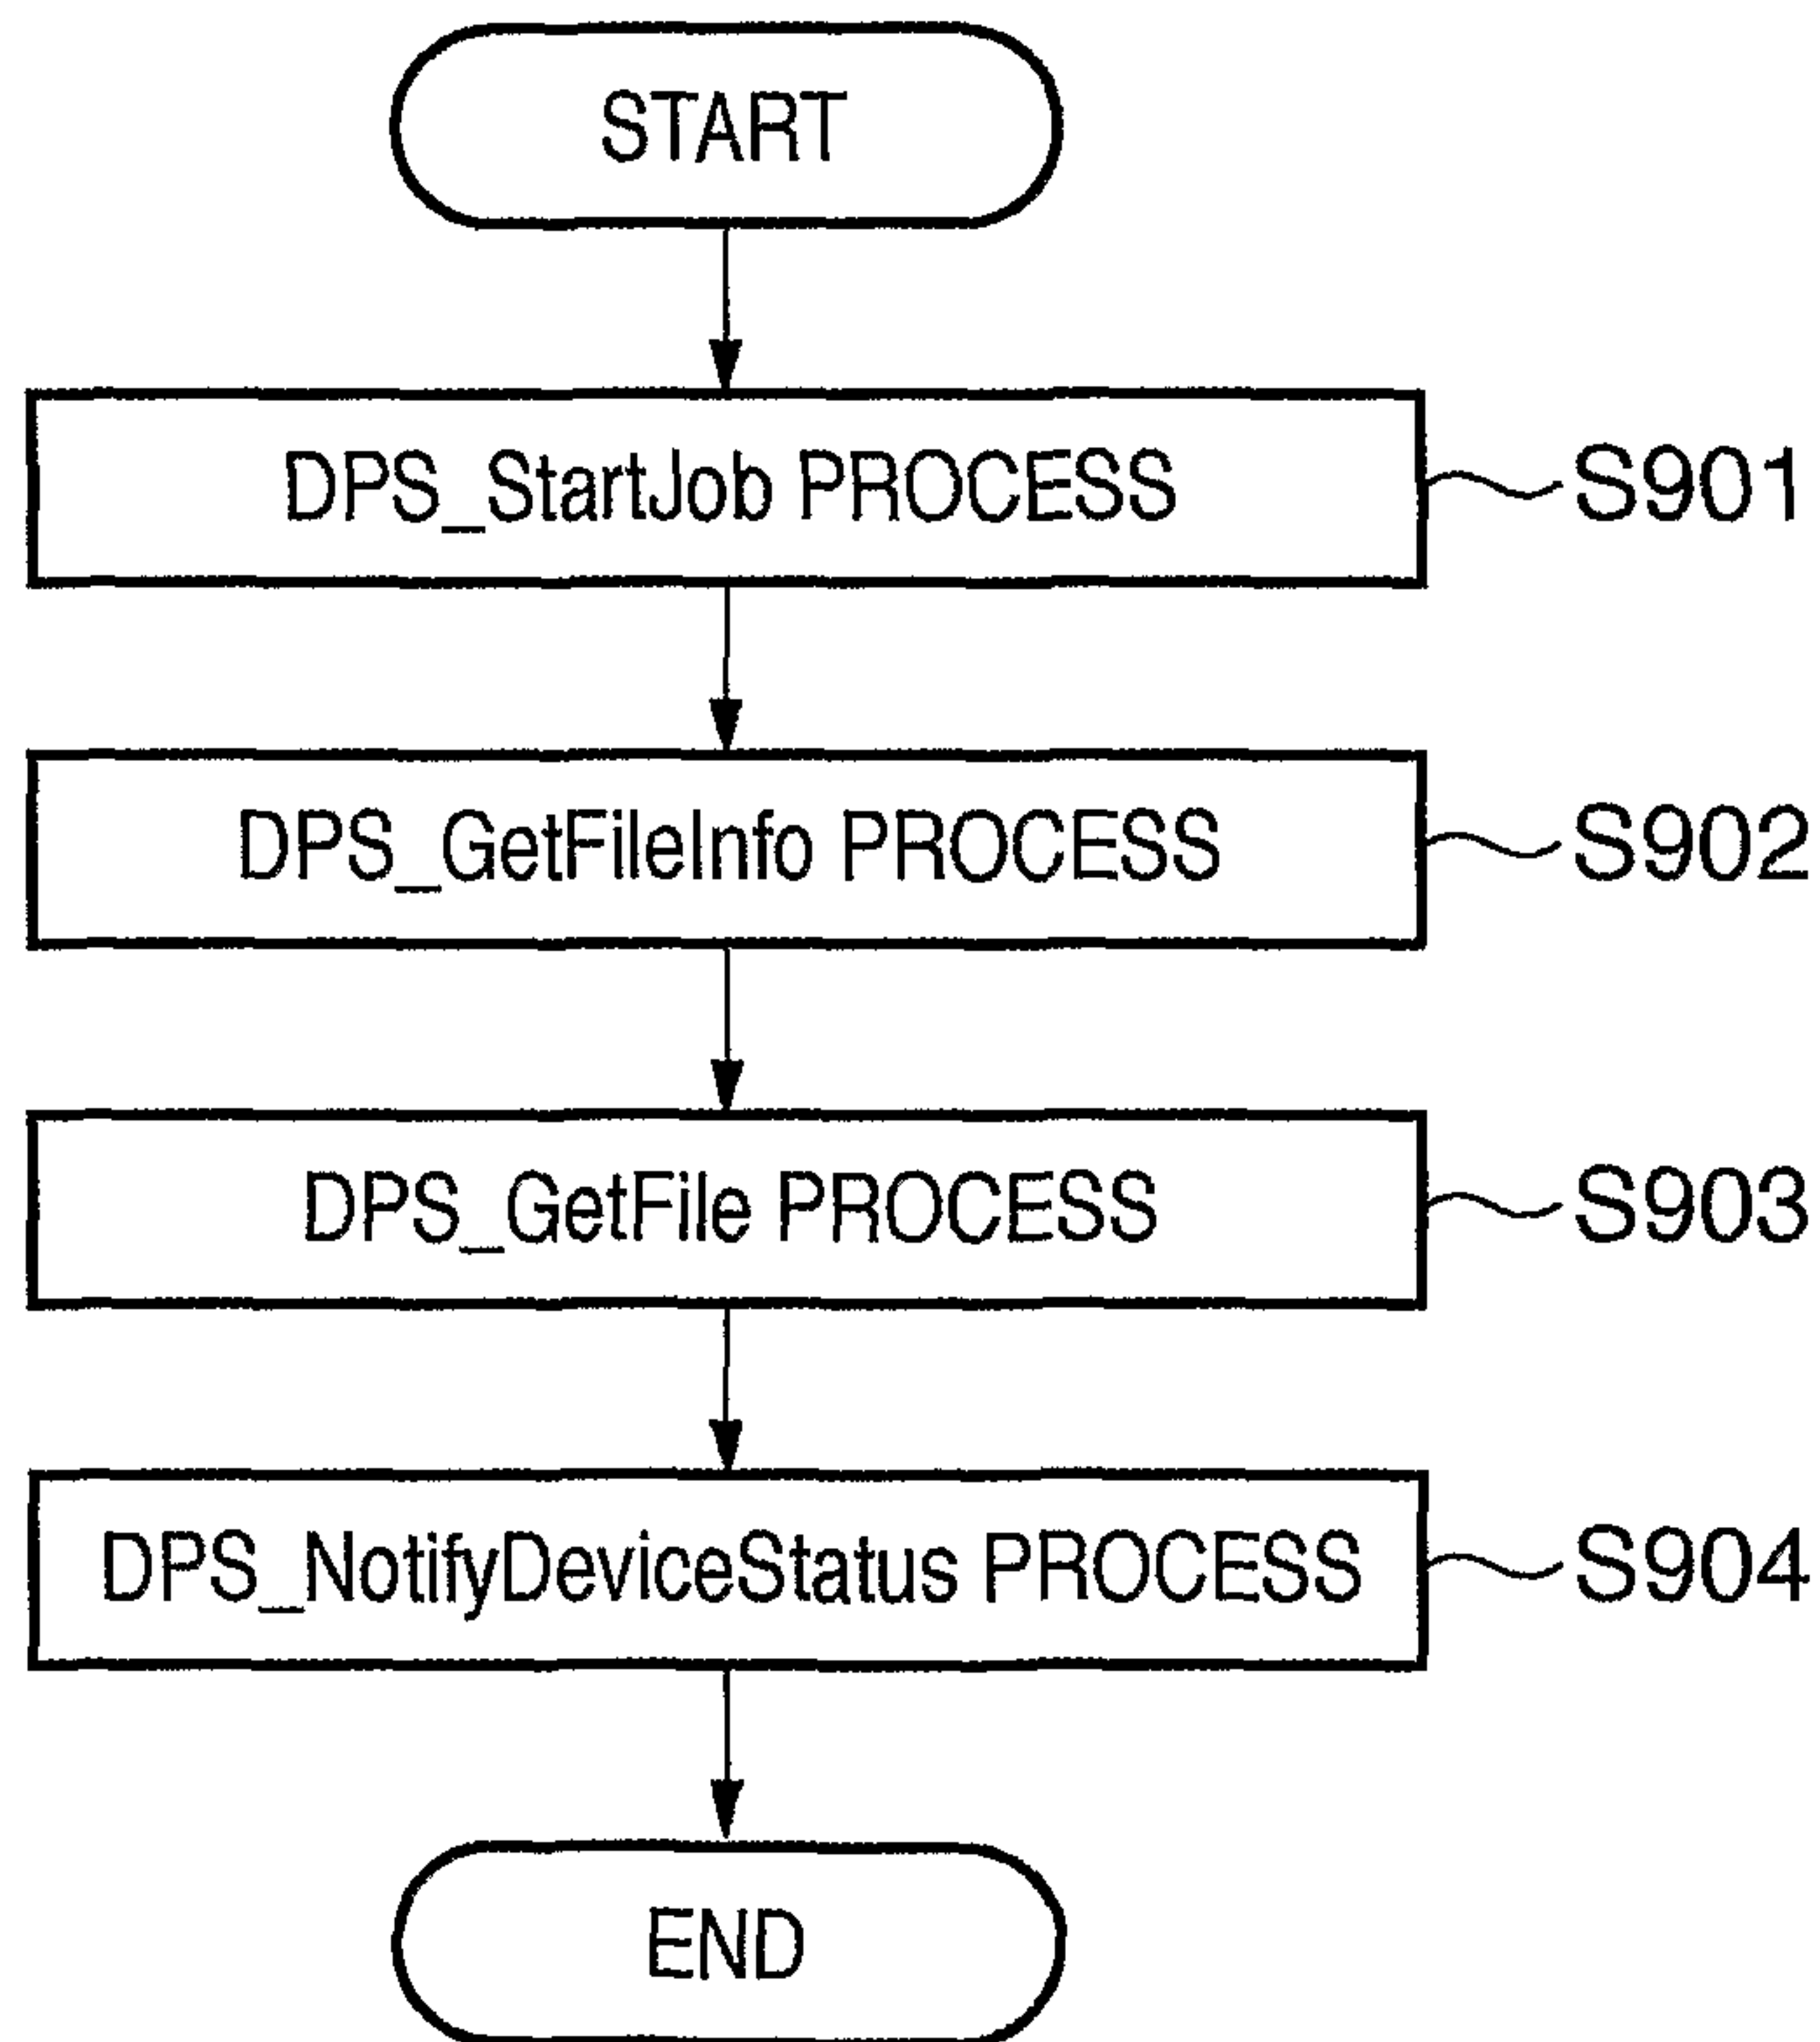 START
DPS_StartJob PROCESS
S901
DPS_GetFileInfo PROCESS
S902
DPS_GetFile PROCESS
S903
DPS_NotifyDeviceStatus PROCESS
S904
END